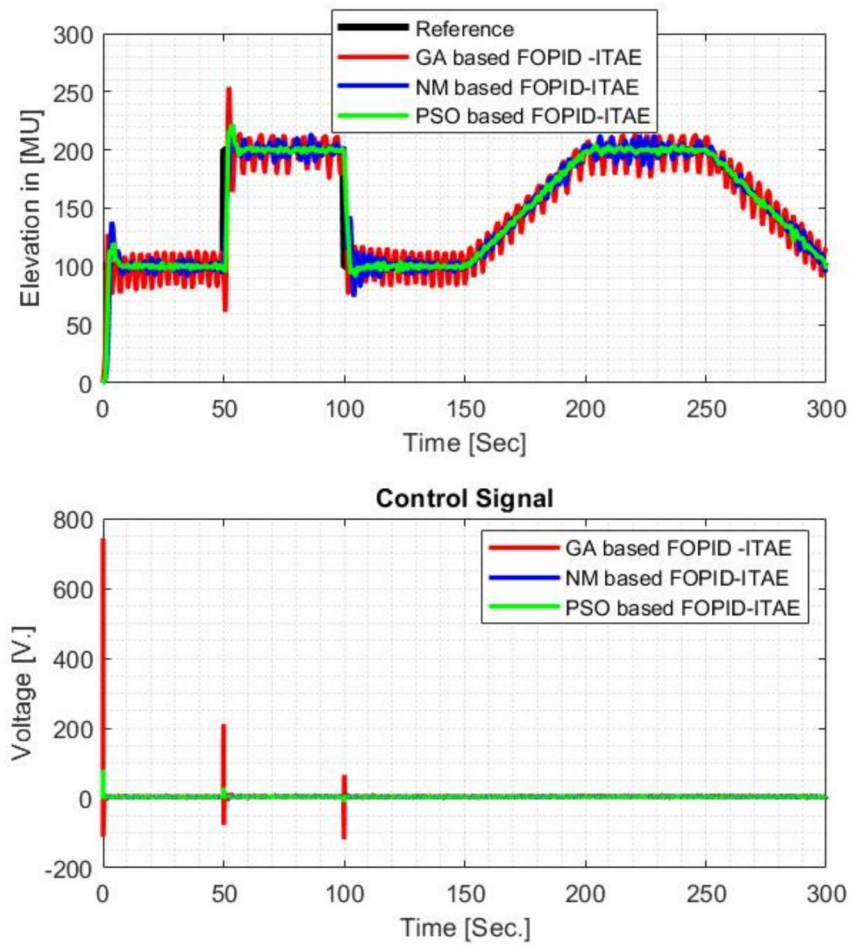 Reference
GA based FOPID -ITAE
NM based FOPID-ITAE
PSO based FOPID-ITAE
300
250
200
150
100
50
0
Elevation in [MU]
0 50 100 150 200 250 300
Time [Sec]
Control Signal
GA based FOPID -ITAE
NM based FOPID-ITAE
PSO based FOPID-ITAE
800
600
400
200
0
-200
Voltage [V.]
0 50 100 150 200 250 300
Time [Sec.]